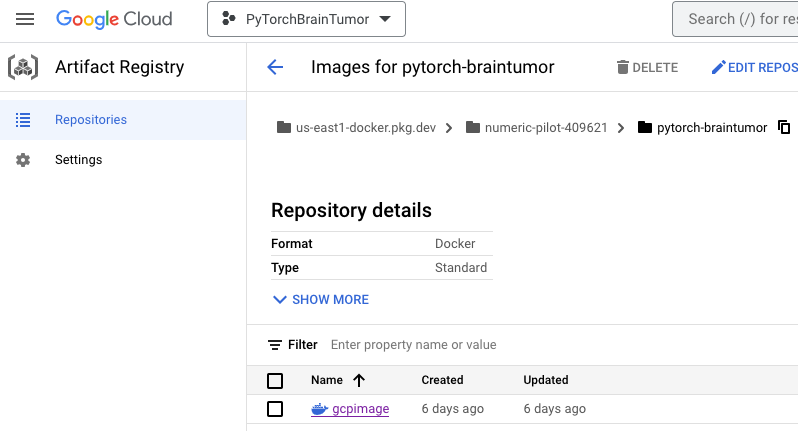 Google Cloud
PyTorchBrainTumor
Search (/) for res
Artifact Registry
Images for pytorch-braintumor
DELETE
EDIT REPOS
Repositories
Settings
us-east1-docker.pkg.dev
numeric-pilot-409621
pytorch-braintumor
Repository details
Format Docker
Type Standard
SHOW MORE
Filter Enter property name or value
Name Created Updated
gcpimage 6 days ago 6 days ago